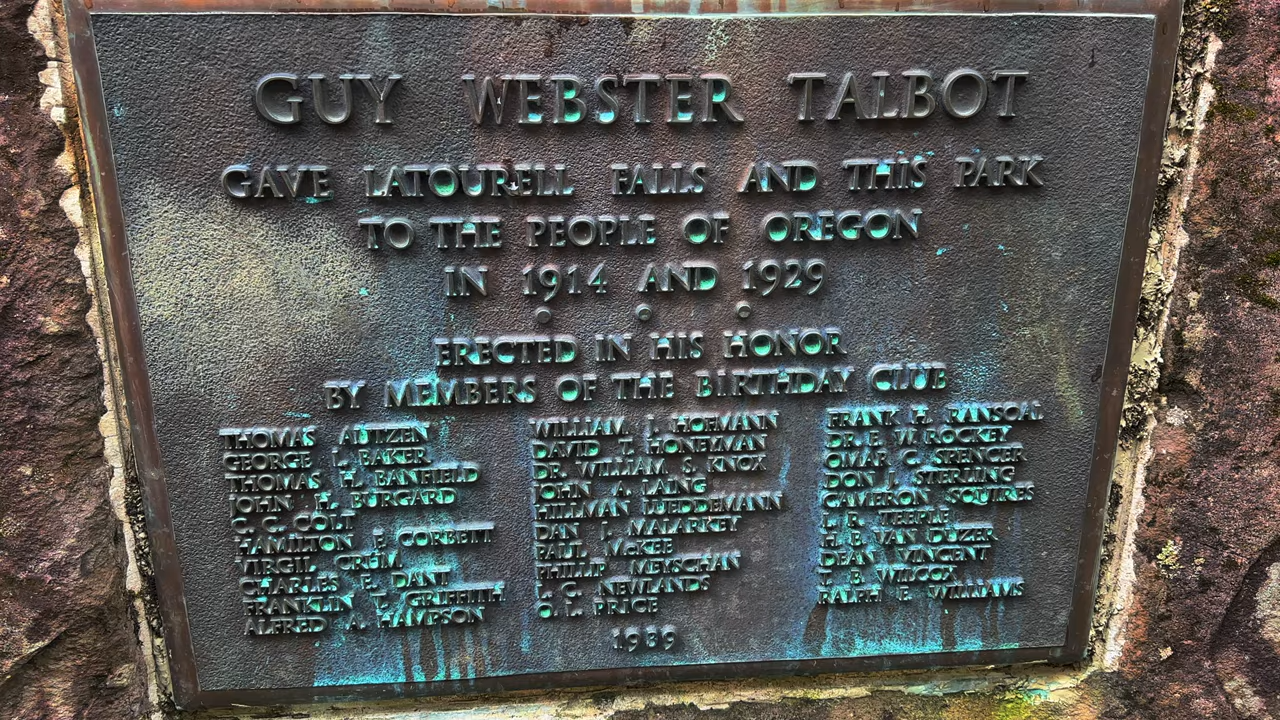 GUY WEBSTER TALBOT
GAVE LATOURELL FALLS AND THIS PARK
TO THE PEOPLE OF OREGON
IN 1914 AND 1929
ERECTED IN HIS HONOR
BY MEMBERS OF THE BIRTHDAY CLUB
THOMAS AUTZEN
GEORGE L. BAKER
THOMAS H. BANFIELD
JOHN H. BURGARD
C. C. COLT
HAMILTON F. CORBETT
VIRGIL CRUM
CHARLES E. DANT
FRANKLIN T. GRIFFITH
ALFRED A. HAMPSON
WILLIAM J. HOFMANN
DAVID T. HONEYMAN
DR. WILLIAM S. KNOX
JOHN A. LAING
HILLMAN LUEDDEMANN
DAN J. MALARKEY
PAUL McKEE
PHILLIP MEYSCHAN
L. C. NEWLANDS
O. L. PRICE
FRANK H. RANSOM
DR. E. W. ROCKEY
OMAR C. SPENCER
DON J. STERLING
CAMERON SQUIRES
L. R. TEEPLE
H. E. VAN DUZER
DEAN VINCENT
T. B. WILCOX
RALPH E. WILLIAMS
1939